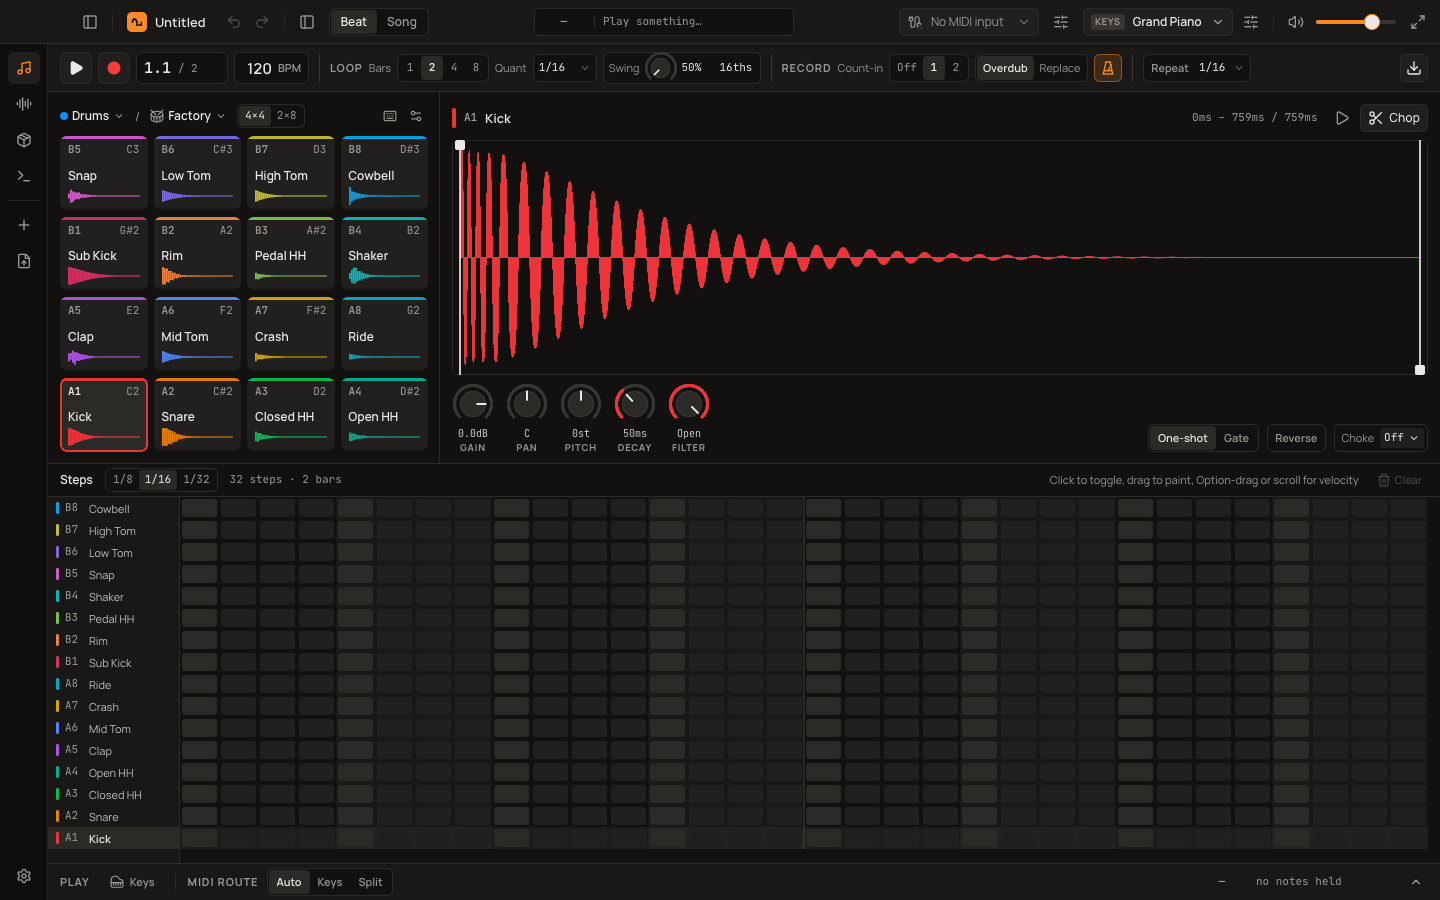 Untitled
Beat Song
– Play something…
No MIDI input
KEYS Grand Piano
1.1 / 2
120 BPM
LOOP Bars 1 2 4 8
Quant 1/16
Swing 50% 16ths
RECORD Count-in Off 1 2
Overdub Replace
Repeat 1/16
Drums / Factory 4×4 2×8
B5 C3
Snap
B6 C#3
Low Tom
B7 D3
High Tom
B8 D#3
Cowbell
B1 G#2
Sub Kick
B2 A2
Rim
B3 A#2
Pedal HH
B4 B2
Shaker
A5 E2
Clap
A6 F2
Mid Tom
A7 F#2
Crash
A8 G2
Ride
A1 C2
Kick
A2 C#2
Snare
A3 D2
Closed HH
A4 D#2
Open HH
A1 Kick
0ms – 759ms / 759ms
Chop
0.0dB
GAIN
C
PAN
0st
PITCH
50ms
DECAY
Open
FILTER
One-shot Gate
Reverse
Choke Off
Steps 1/8 1/16 1/32 32 steps · 2 bars
Click to toggle, drag to paint, Option-drag or scroll for velocity
Clear
B8 Cowbell
B7 High Tom
B6 Low Tom
B5 Snap
B4 Shaker
B3 Pedal HH
B2 Rim
B1 Sub Kick
A8 Ride
A7 Crash
A6 Mid Tom
A5 Clap
A4 Open HH
A3 Closed HH
A2 Snare
A1 Kick
PLAY Keys
MIDI ROUTE Auto Keys Split
– no notes held